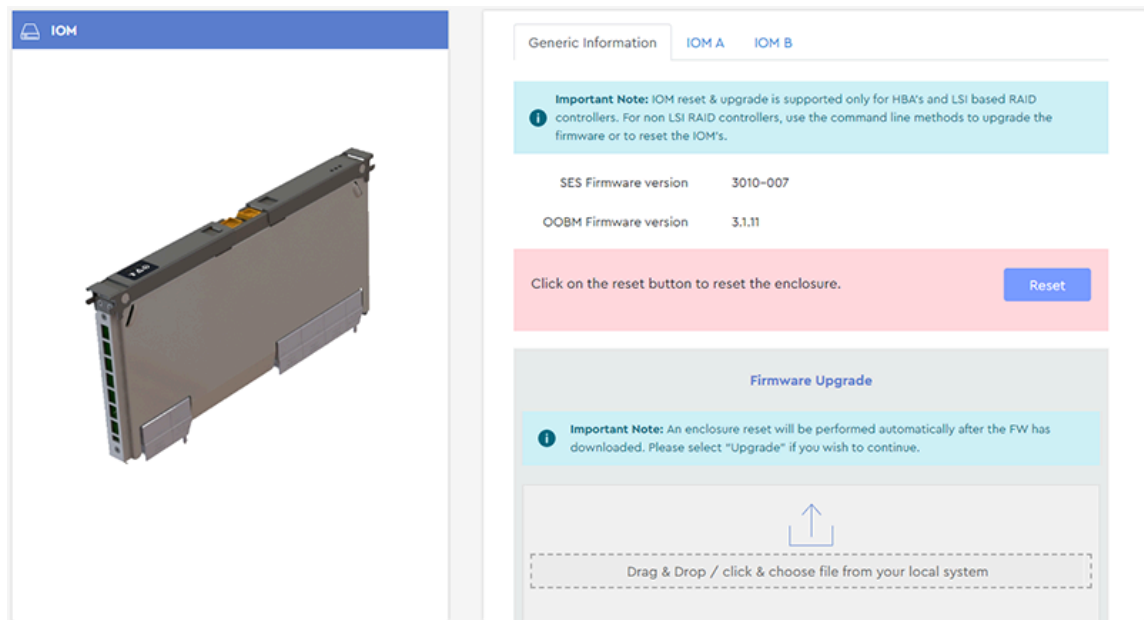 IOM
Generic Information IOM A IOM B
Important Note: IOM reset & upgrade is supported only for HBA's and LSI based RAID
controllers. For non LSI RAID controllers, use the command line methods to upgrade the
firmware or to reset the IOM's.
SES Firmware version 3010-007
OOBM Firmware version 3.1.11
Click on the reset button to reset the enclosure.
Reset
Firmware Upgrade
Important Note: An enclosure reset will be performed automatically after the FW has
downloaded. Please select "Upgrade" if you wish to continue.
Drag & Drop / click & choose file from your local system